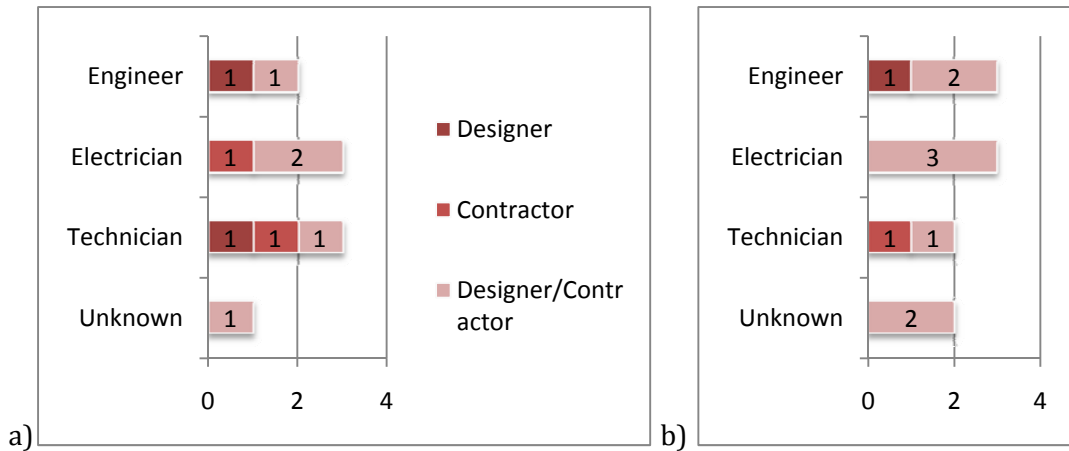 Engineer 1 1
Electrician 1 2
Technician 1 1 1
Unknown 1
0 2 4
Designer
Contractor
Designer/Contr
actor
a)
Engineer 1 2
Electrician 3
Technician 1 1
Unknown 2
0 2 4
b)